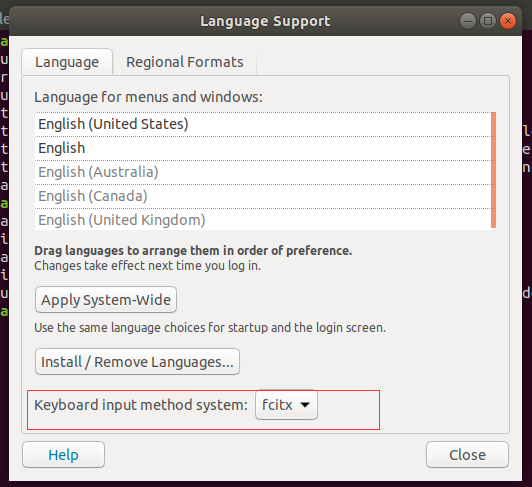 Language Support
Language
Regional Formats
Language for menus and windows:
English (United States)
English
English (Australia)
English (Canada)
English (United Kingdom)
Drag languages to arrange them in order of preference.
Changes take effect next time you log in.
Apply System-Wide
Use the same language choices for startup and the login screen.
Install / Remove Languages...
Keyboard input method system: fcitx
Help
Close